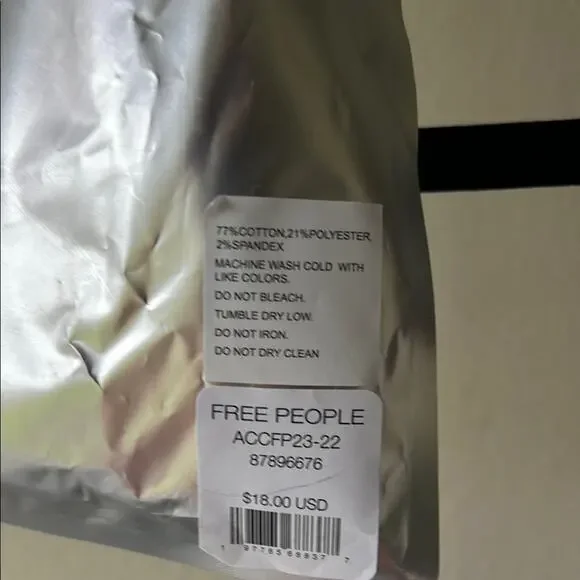 77%COTTON,21%POLYESTER,
2%SPANDEX
MACHINE WASH COLD WITH
LIKE COLORS.
DO NOT BLEACH.
TUMBLE DRY LOW.
DO NOT IRON.
DO NOT DRY CLEAN
FREE PEOPLE
ACCFP23-22
87896676
$18.00 USD